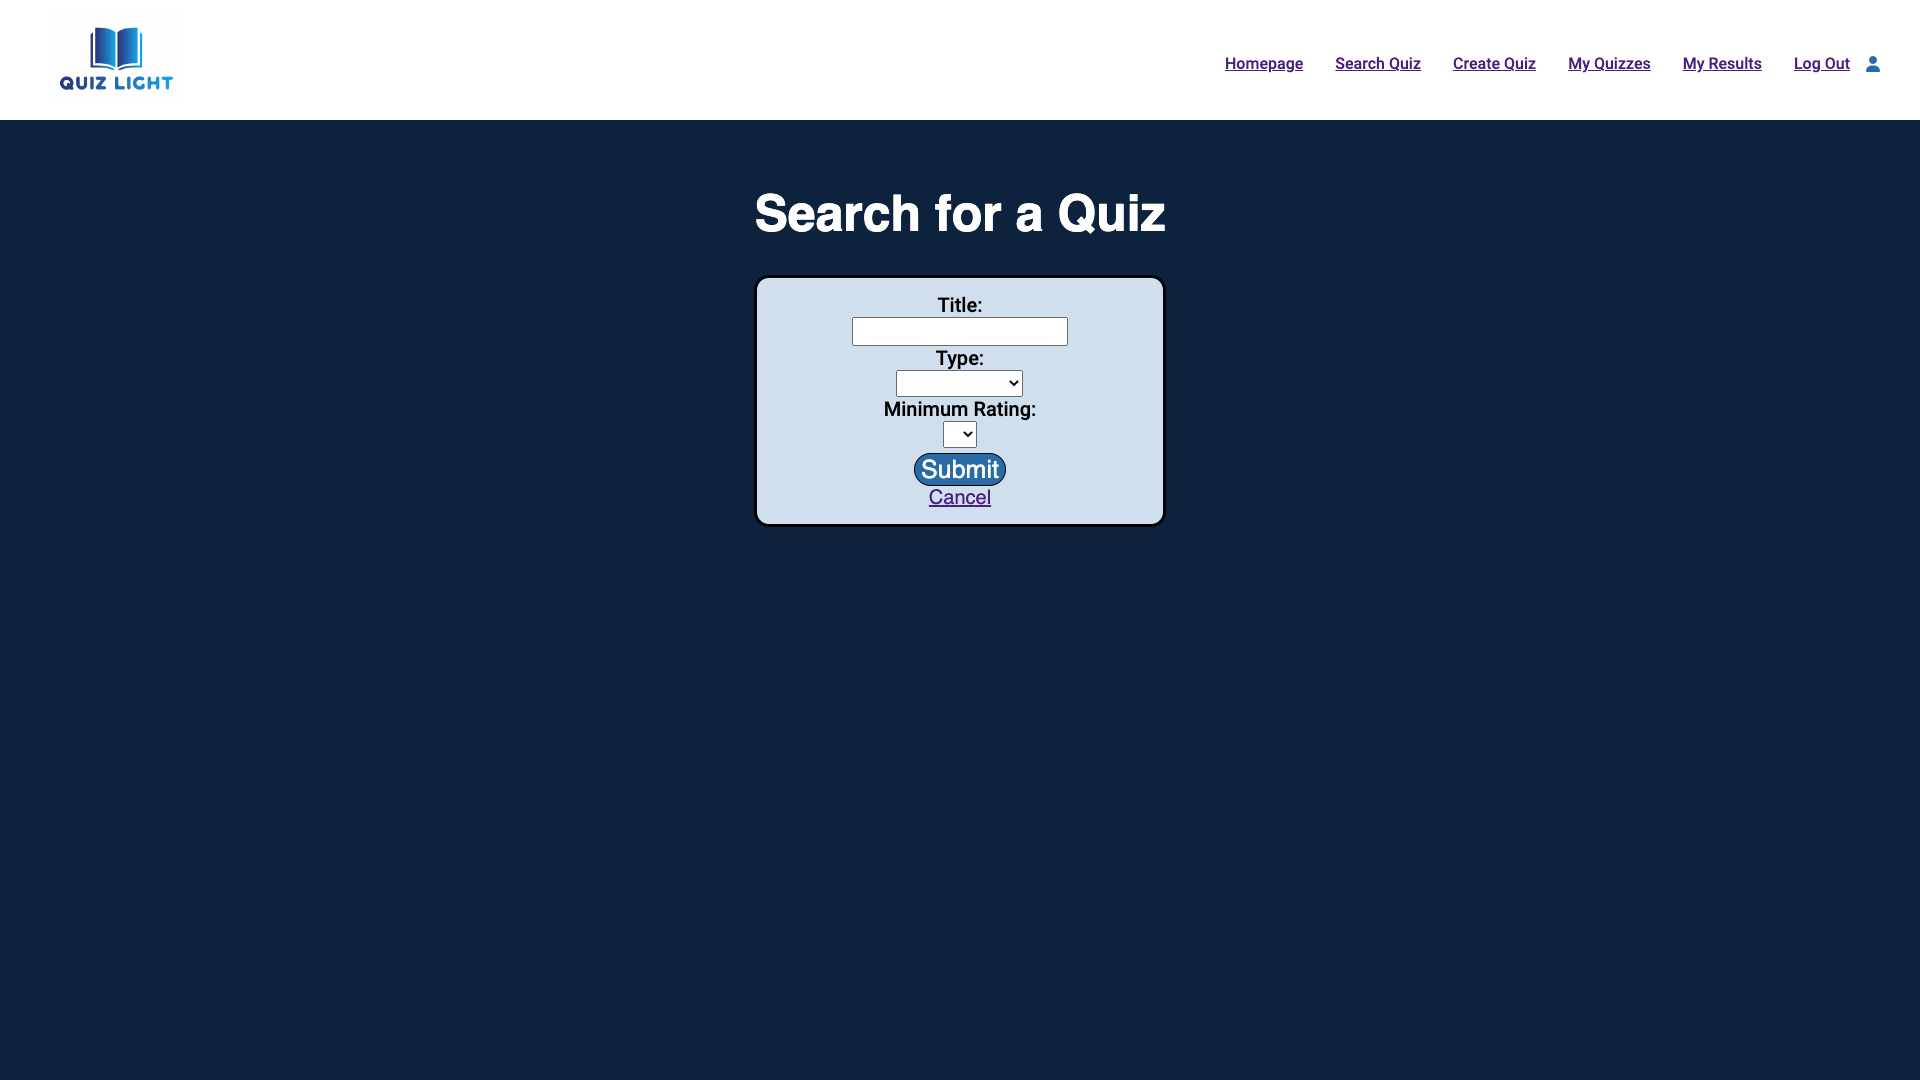 QUIZ LIGHT
Homepage Search Quiz Create Quiz My Quizzes My Results Log Out
Search for a Quiz
Title:
Type:
Minimum Rating:
Submit
Cancel